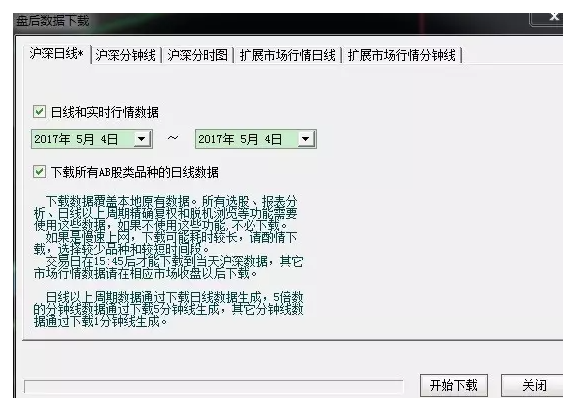 盘后数据下载
沪深日线* 沪深分钟线 沪深分时图 扩展市场行情日线 扩展市场行情分钟线
日线和实时行情数据
2017年 5月 4日 ~ 2017年 5月 4日
下载所有AB股类品种的日线数据
下载数据覆盖本地原有数据。所有选股、报表分
析、日线以上周期精确复权和脱机浏览等功能需要
使用这些数据，如果不使用这些功能,不必下载。
如果是慢速上网，下载可能耗时较长，请酌情下
载，选择较少品种和较短时间段。
交易日在15:45后才能下载到当天沪深数据，其它
市场行情数据请在相应市场收盘以后下载。
日线以上周期数据通过下载日线数据生成，5倍数
的分钟线数据通过下载5分钟线生成，其它分钟线数
据通过下载1分钟线生成。
开始下载 关闭